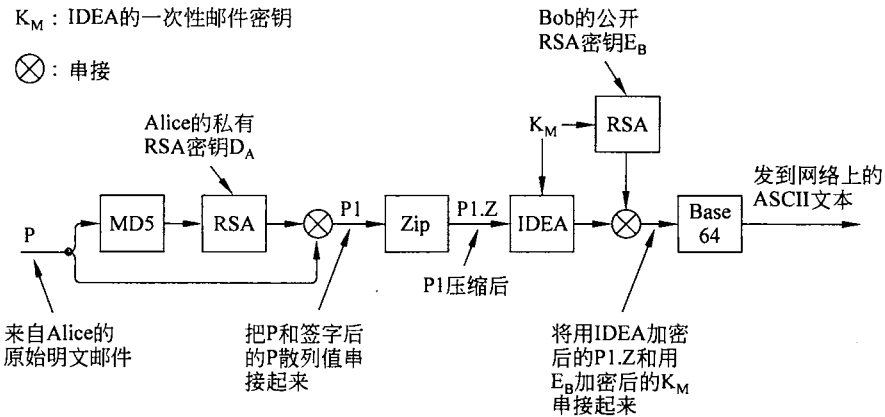 K_M：IDEA的一次性邮件密钥
⊗：串接
Bob的公开
RSA密钥E_B
Alice的私有
RSA密钥D_A
K_M
RSA
发到网络上的
ASCII文本
P
MD5
RSA
P1
Zip
P1.Z
IDEA
Base
64
P1压缩后
来自Alice的
原始明文邮件
把P和签字后
的P散列值串
接起来
将用IDEA加密
后的P1.Z和用
E_B加密后的K_M
串接起来